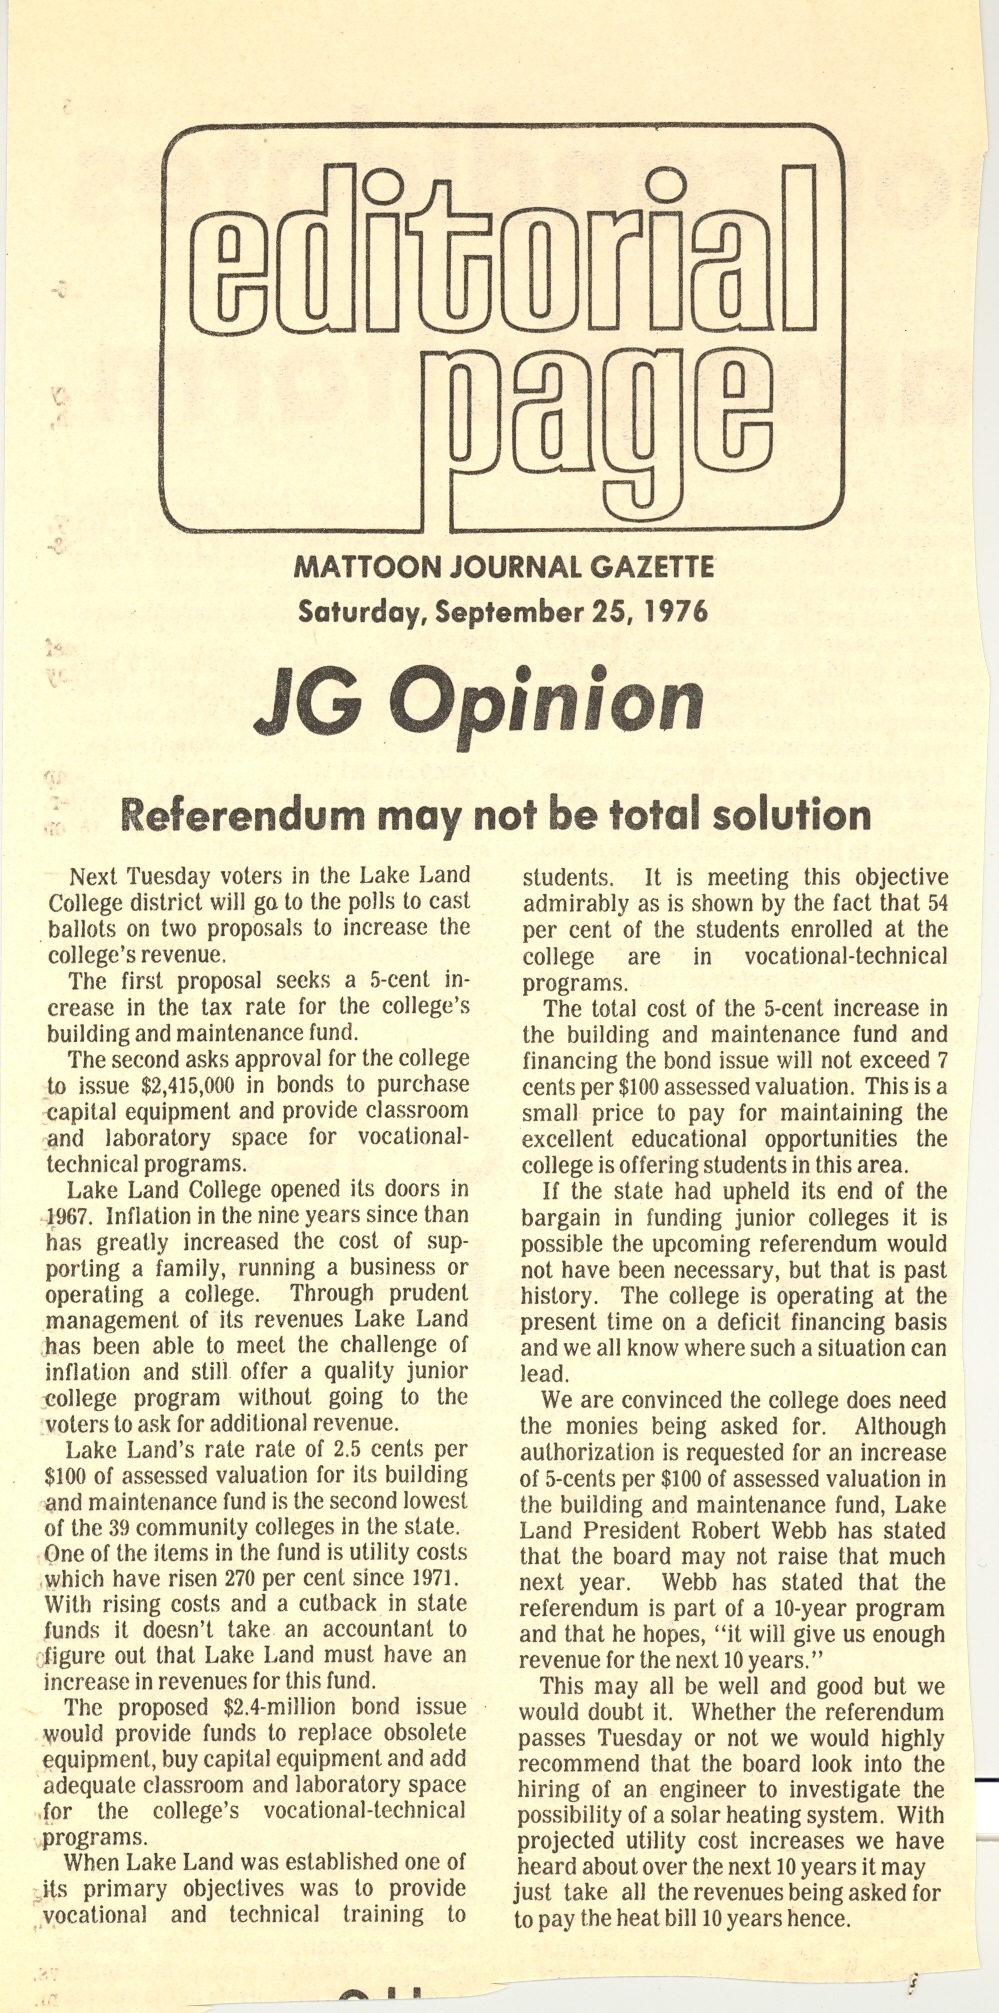 editorial
page
MATTOON JOURNAL GAZETTE
Saturday, September 25, 1976
JG Opinion
Referendum may not be total solution
Next Tuesday voters in the Lake Land
College district will go to the polls to cast
ballots on two proposals to increase the
college's revenue.
The first proposal seeks a 5-cent in-
crease in the tax rate for the college's
building and maintenance fund.
The second asks approval for the college
to issue $2,415,000 in bonds to purchase
capital equipment and provide classroom
and laboratory space for vocational-
technical programs.
Lake Land College opened its doors in
1967. Inflation in the nine years since than
has greatly increased the cost of sup-
porting a family, running a business or
operating a college. Through prudent
management of its revenues Lake Land
has been able to meet the challenge of
inflation and still offer a quality junior
college program without going to the
voters to ask for additional revenue.
Lake Land's rate rate of 2.5 cents per
$100 of assessed valuation for its building
and maintenance fund is the second lowest
of the 39 community colleges in the state.
One of the items in the fund is utility costs
which have risen 270 per cent since 1971.
With rising costs and a cutback in state
funds it doesn't take an accountant to
figure out that Lake Land must have an
increase in revenues for this fund.
The proposed $2.4-million bond issue
would provide funds to replace obsolete
equipment, buy capital equipment and add
adequate classroom and laboratory space
for the college's vocational-technical
programs.
When Lake Land was established one of
its primary objectives was to provide
vocational and technical training to
students. It is meeting this objective
admirably as is shown by the fact that 54
per cent of the students enrolled at the
college are in vocational-technical
programs.
The total cost of the 5-cent increase in
the building and maintenance fund and
financing the bond issue will not exceed 7
cents per $100 assessed valuation. This is a
small price to pay for maintaining the
excellent educational opportunities the
college is offering students in this area.
If the state had upheld its end of the
bargain in funding junior colleges it is
possible the upcoming referendum would
not have been necessary, but that is past
history. The college is operating at the
present time on a deficit financing basis
and we all know where such a situation can
lead.
We are convinced the college does need
the monies being asked for. Although
authorization is requested for an increase
of 5-cents per $100 of assessed valuation in
the building and maintenance fund, Lake
Land President Robert Webb has stated
that the board may not raise that much
next year. Webb has stated that the
referendum is part of a 10-year program
and that he hopes, "it will give us enough
revenue for the next 10 years."
This may all be well and good but we
would doubt it. Whether the referendum
passes Tuesday or not we would highly
recommend that the board look into the
hiring of an engineer to investigate the
possibility of a solar heating system. With
projected utility cost increases we have
heard about over the next 10 years it may
just take all the revenues being asked for
to pay the heat bill 10 years hence.